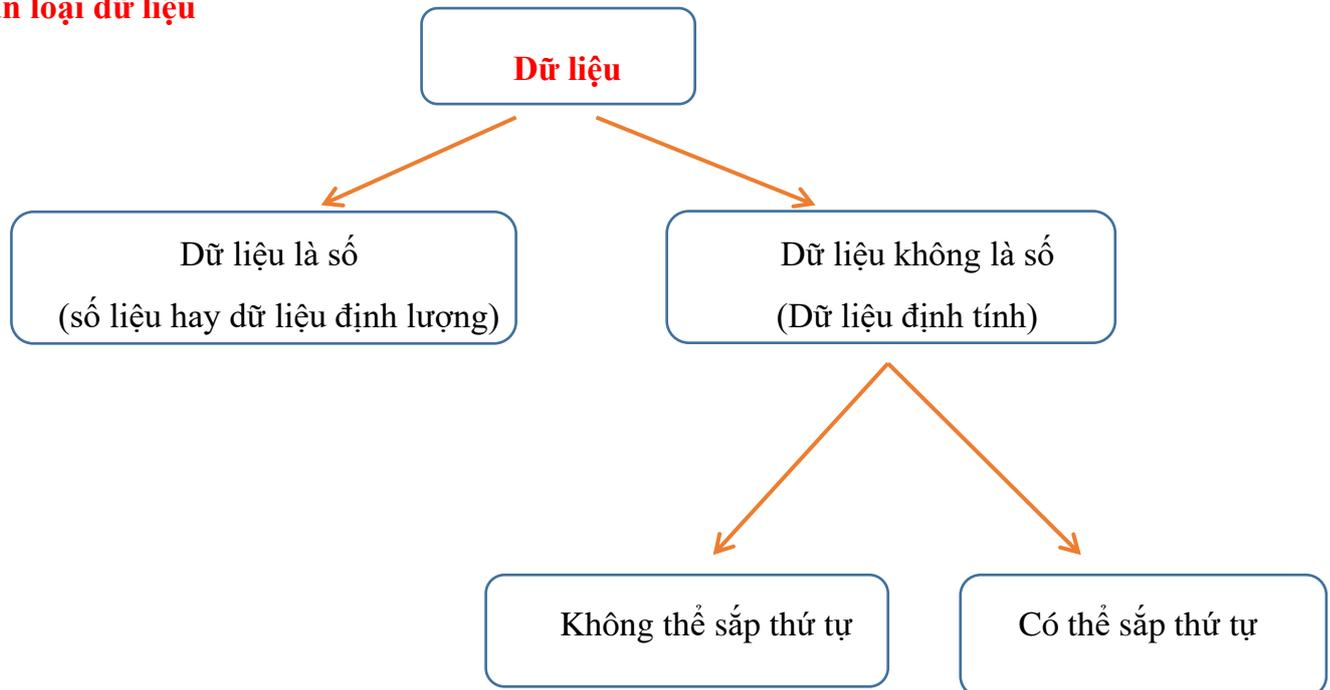 loại dữ liệu
Dữ liệu
Dữ liệu là số
(số liệu hay dữ liệu định lượng)
Dữ liệu không là số
(Dữ liệu định tính)
Không thể sắp thứ tự
Có thể sắp thứ tự